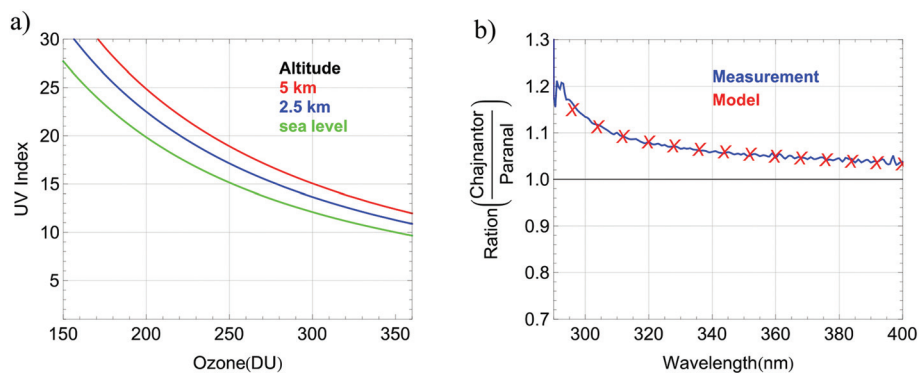 a)
30
25
20
15
10
5
UV Index
Altitude
5 km
2.5 km
sea level
150
200
250
300
350
Ozone(DU)
b)
1.3
1.2
1.1
1.0
0.9
0.8
0.7
Ration(Chajnantor
Paranal)
Measurement
Model
300
320
340
360
380
400
Wavelength(nm)